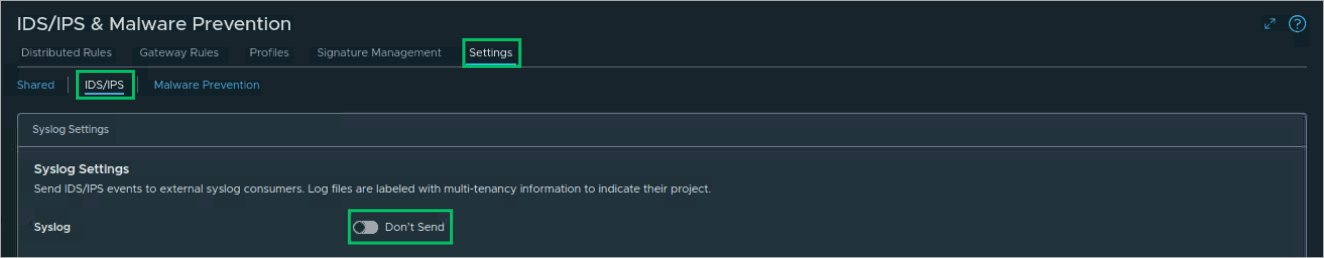 IDS/IPS & Malware Prevention
Distributed Rules Gateway Rules Profiles Signature Management Settings
Shared IDS/IPS Malware Prevention
Syslog Settings
Syslog Settings
Send IDS/IPS events to external syslog consumers. Log files are labeled with multi-tenancy information to indicate their project.
Syslog Don't Send